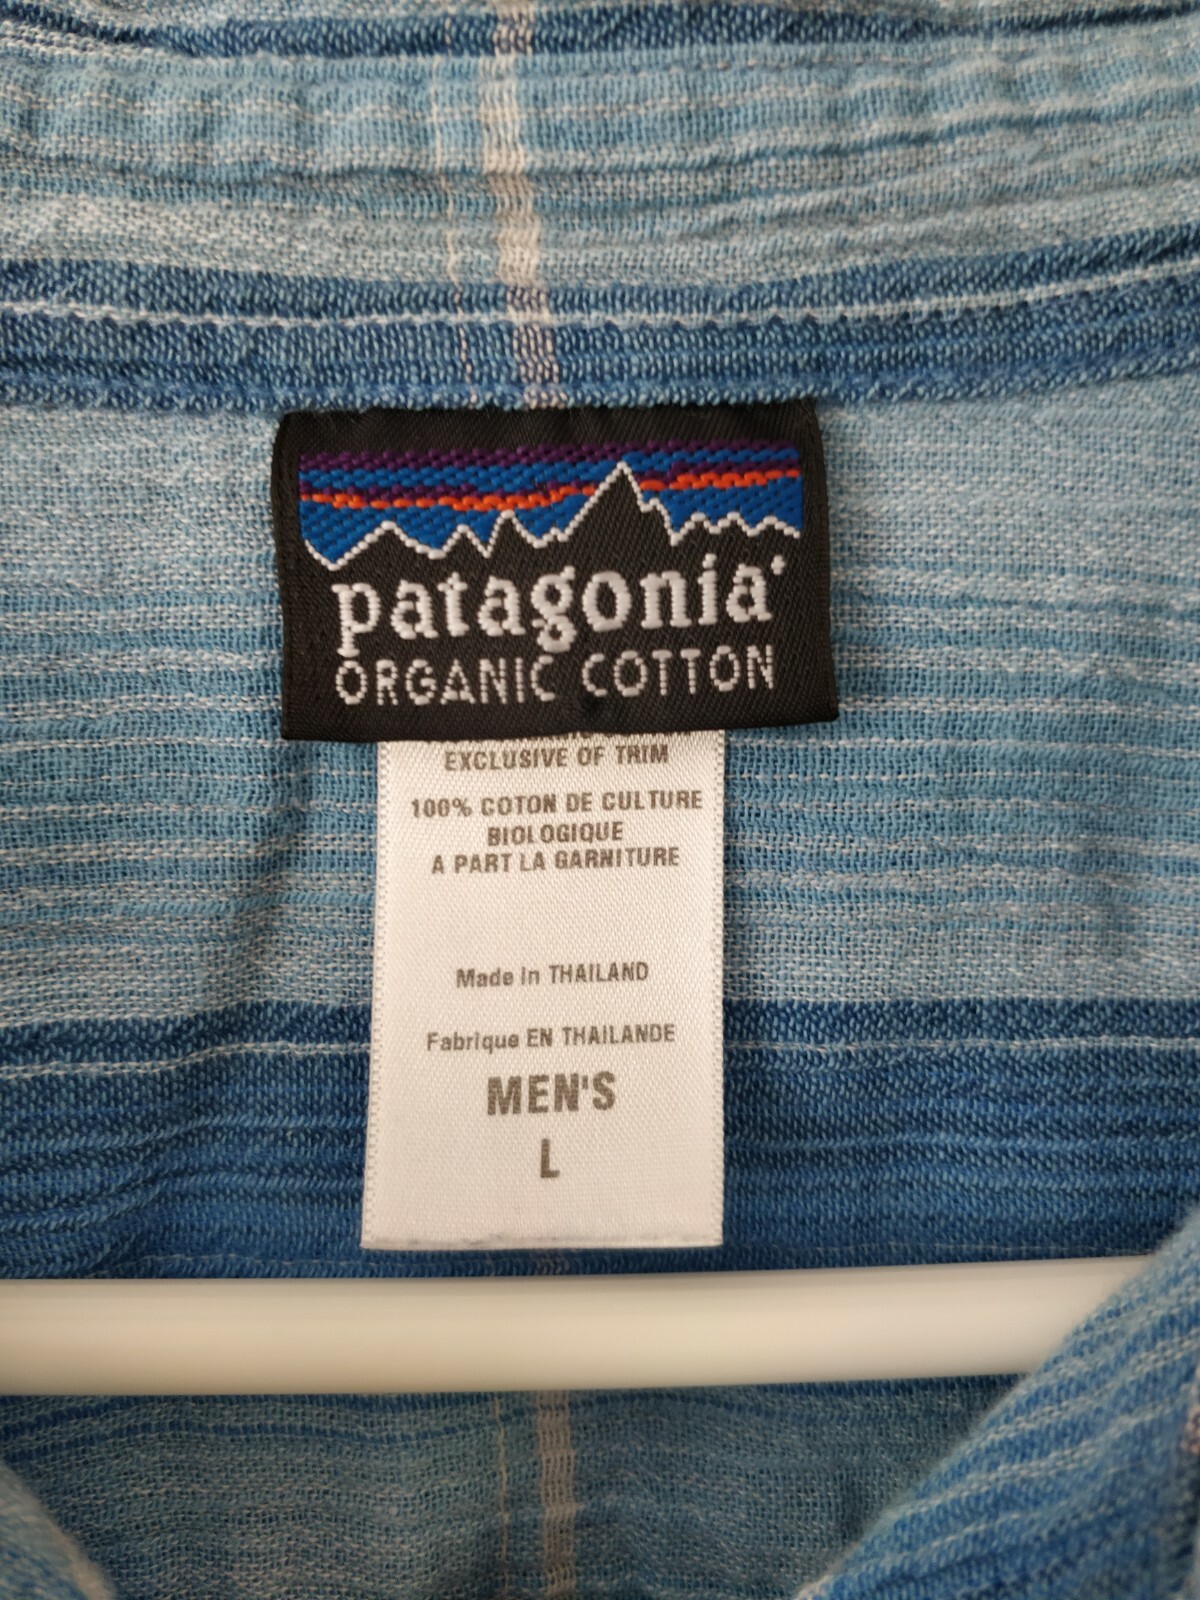 patagonia®
ORGANIC COTTON
EXCLUSIVE OF TRIM
100% COTON DE CULTURE
BIOLOGIQUE
A PART LA GARNITURE
Made in THAILAND
Fabrique EN THAILANDE
MEN'S
L